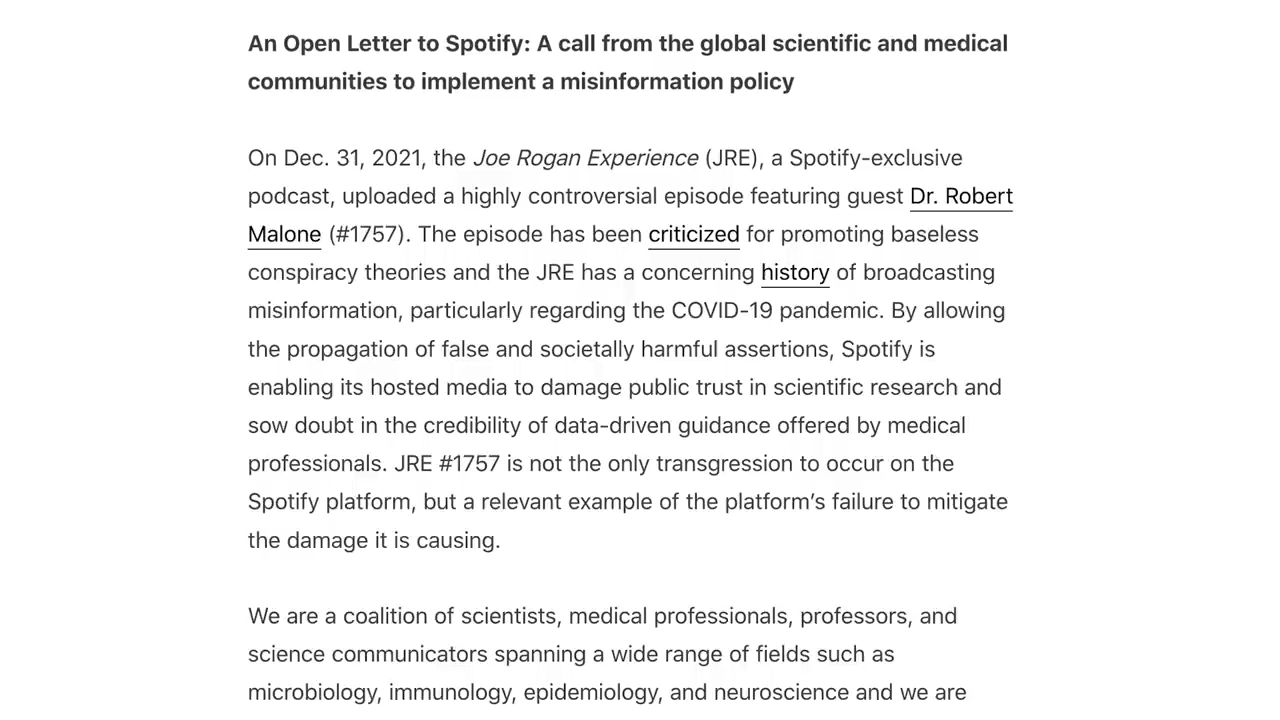 An Open Letter to Spotify: A call from the global scientific and medical
communities to implement a misinformation policy
On Dec. 31, 2021, the Joe Rogan Experience (JRE), a Spotify-exclusive
podcast, uploaded a highly controversial episode featuring guest Dr. Robert
Malone (#1757). The episode has been criticized for promoting baseless
conspiracy theories and the JRE has a concerning history of broadcasting
misinformation, particularly regarding the COVID-19 pandemic. By allowing
the propagation of false and societally harmful assertions, Spotify is
enabling its hosted media to damage public trust in scientific research and
sow doubt in the credibility of data-driven guidance offered by medical
professionals. JRE #1757 is not the only transgression to occur on the
Spotify platform, but a relevant example of the platform’s failure to mitigate
the damage it is causing.
We are a coalition of scientists, medical professionals, professors, and
science communicators spanning a wide range of fields such as
microbiology, immunology, epidemiology, and neuroscience and we are